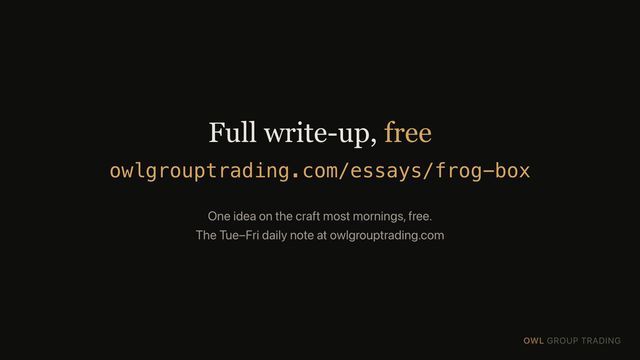 Full write-up, free
owlgrouptrading.com/essays/frog-box
One idea on the craft most mornings, free.
The Tue–Fri daily note at owlgrouptrading.com
OWL GROUP TRADING